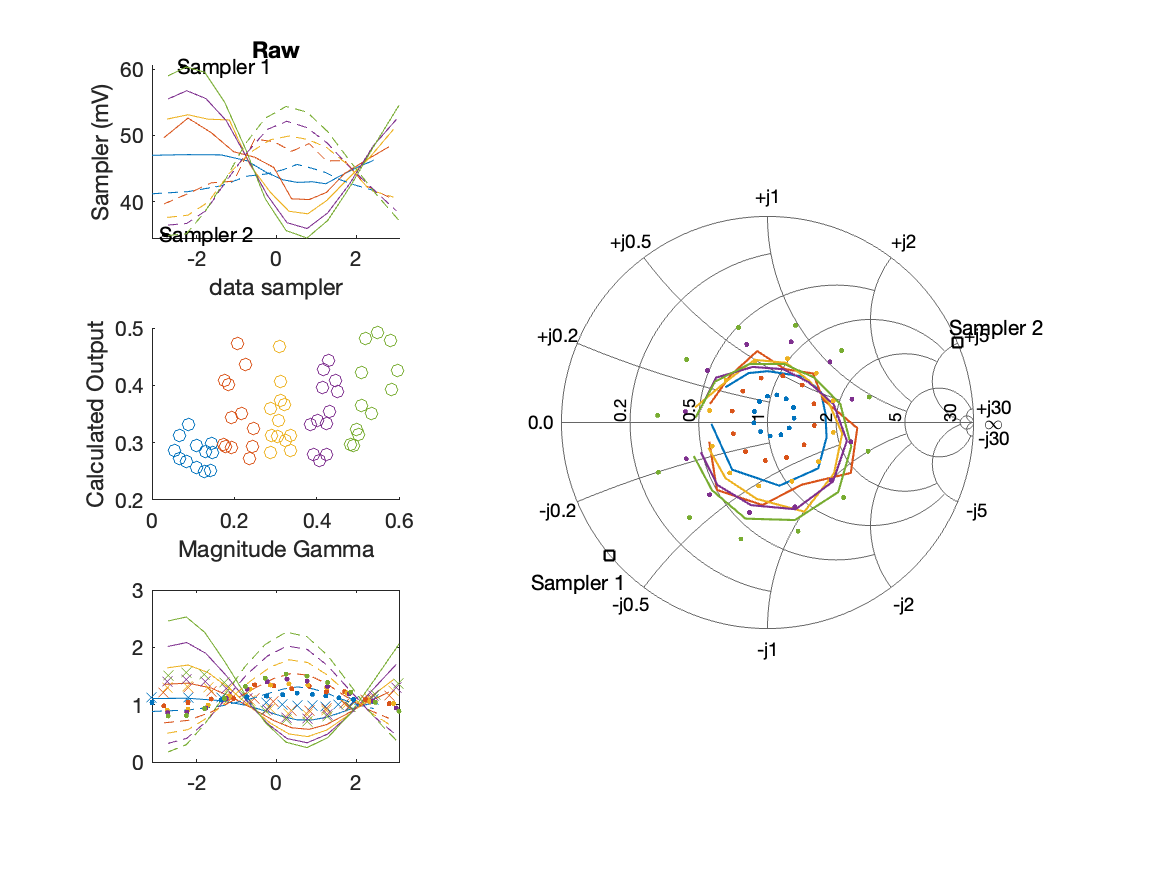 Raw
Sampler 1
60
50
40
Sampler (mV)
Sampler 2
-2 0 2
data sampler
0.5
0.4
0.3
0.2
Calculated Output
0 0.2 0.4 0.6
Magnitude Gamma
3
2
1
0
-2 0 2
+j1
+j0.5
+j2
+j0.2
Sampler 2
+j5
0.0
0.2
0.5
1
2
5
30
+j30
∞
-j30
-j0.2
-j5
Sampler 1
-j0.5
-j2
-j1